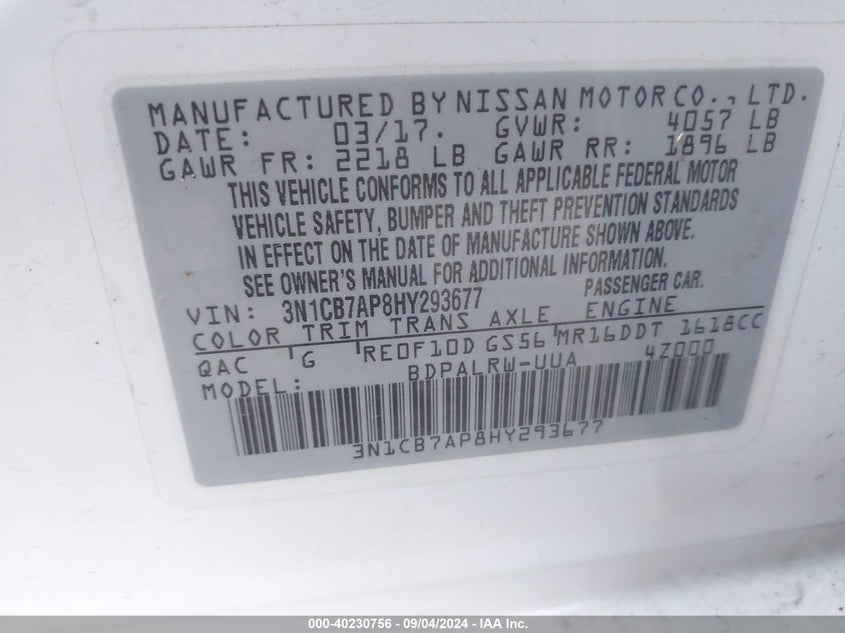 MANUFACTURED BY NISSAN MOTOR CO., LTD.
DATE: 03/17. GVWR: 4057 LB
GAWR FR: 2218 LB GAWR RR: 1896 LB
THIS VEHICLE CONFORMS TO ALL APPLICABLE FEDERAL MOTOR
VEHICLE SAFETY, BUMPER AND THEFT PREVENTION STANDARDS
IN EFFECT ON THE DATE OF MANUFACTURE SHOWN ABOVE.
SEE OWNER'S MANUAL FOR ADDITIONAL INFORMATION.
VIN: 3N1CB7AP8HY293677 PASSENGER CAR.
COLOR TRIM TRANS AXLE ENGINE
QAC G RE0F10D GS56 MR16DDT 1618CC
MODEL: BDPALRW-UUA 4Z000
3N1CB7AP8HY293677
000-40230756 - 09/04/2024 - IAA Inc.